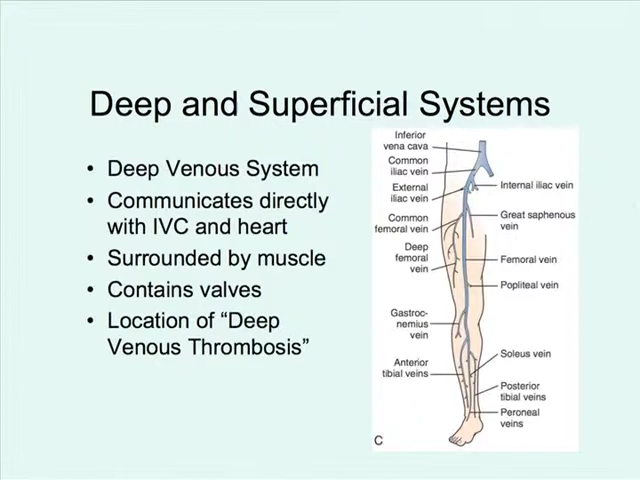 Deep and Superficial Systems
• Deep Venous System
• Communicates directly
with IVC and heart
• Surrounded by muscle
• Contains valves
• Location of “Deep
Venous Thrombosis”
Inferior
vena cava
Common
iliac vein
External
iliac vein
Common
femoral vein
Deep
femoral
vein
Gastroc-
nemius
vein
Anterior
tibial veins
Internal iliac vein
Great saphenous
vein
Femoral vein
Popliteal vein
Soleus vein
Posterior
tibial veins
Peroneal
veins
C